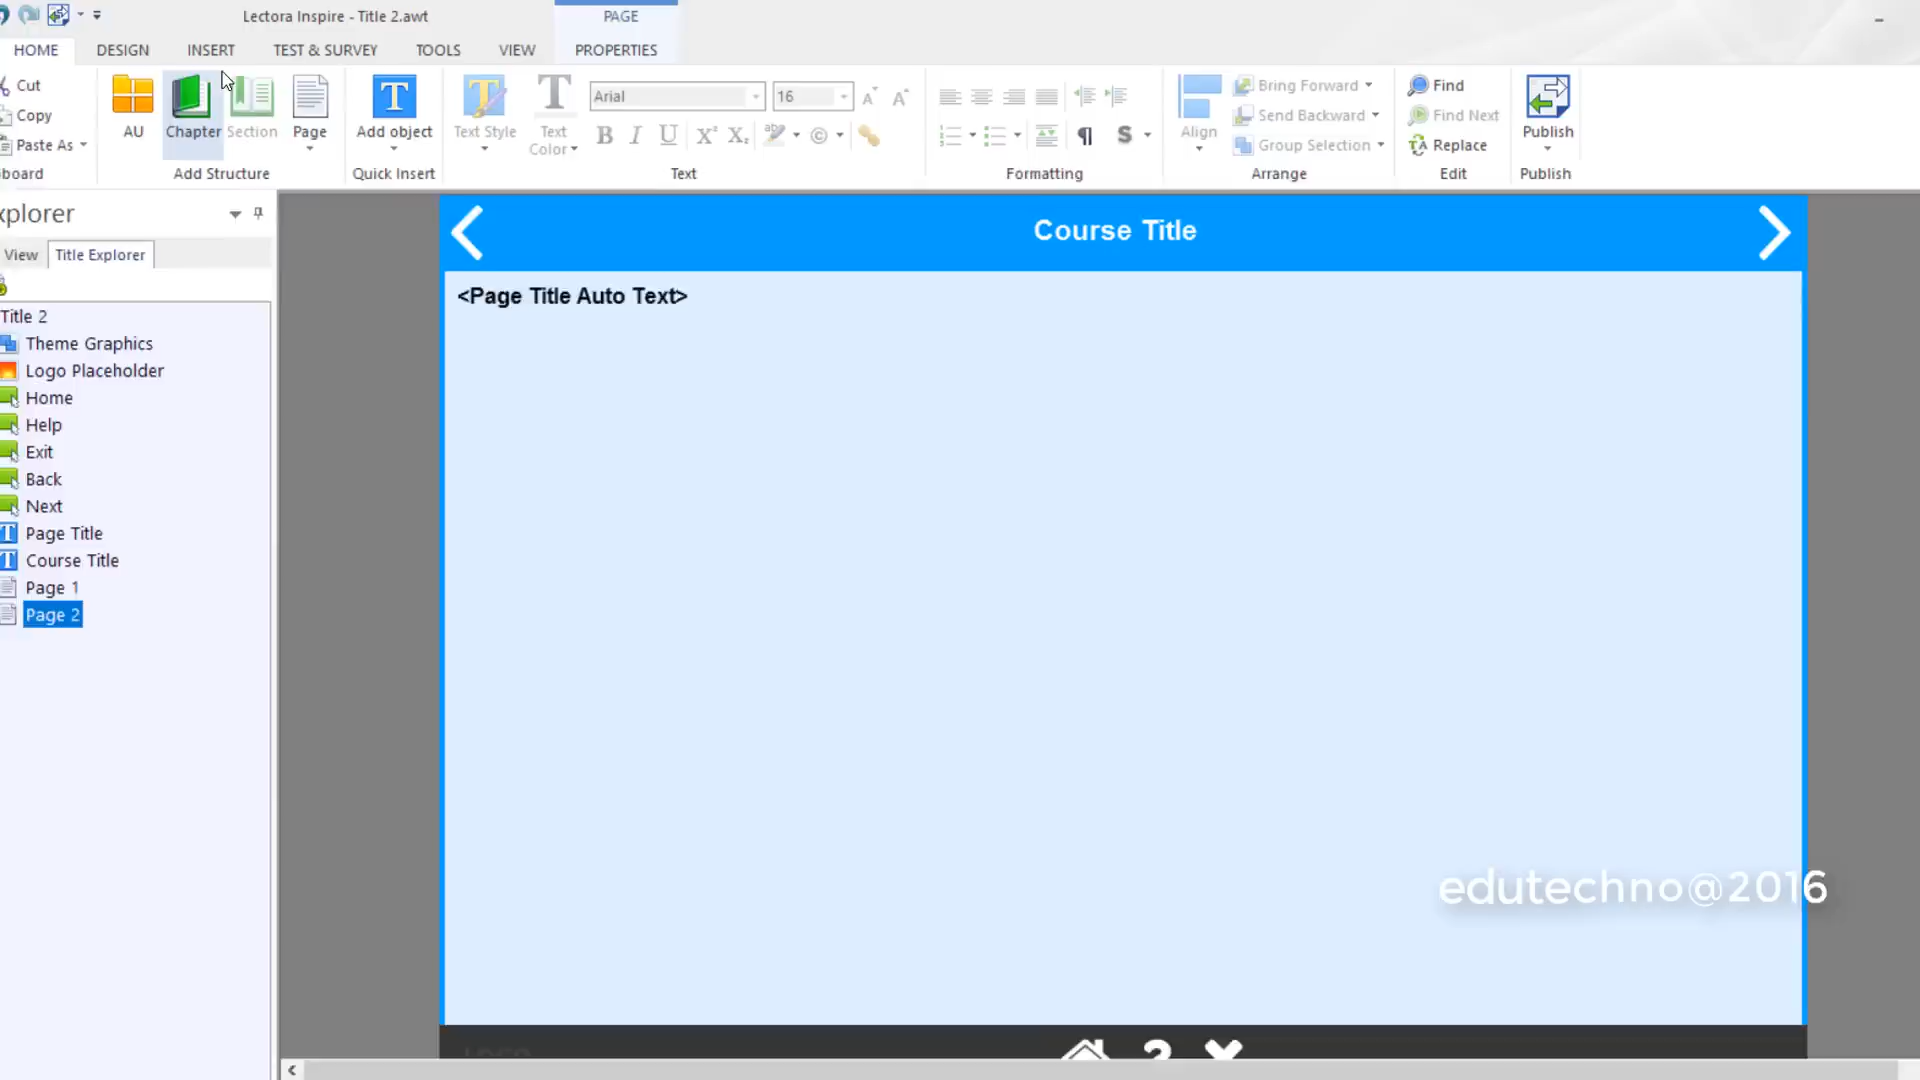 Lectora Inspire - Title 2.awt
PAGE
HOME
DESIGN
INSERT
TEST & SURVEY
TOOLS
VIEW
PROPERTIES
Cut
Copy
Paste As
board
AU
Chapter
Section
Page
Add Structure
Add object
Quick Insert
Text Style
Text Color
Arial
16
Text
Formatting
Align
Bring Forward
Send Backward
Group Selection
Arrange
Find
Find Next
Replace
Edit
Publish
Publish
xplorer
View
Title Explorer
Title 2
Theme Graphics
Logo Placeholder
Home
Help
Exit
Back
Next
Page Title
Course Title
Page 1
Page 2
Course Title
<Page Title Auto Text>
edutechno@2016